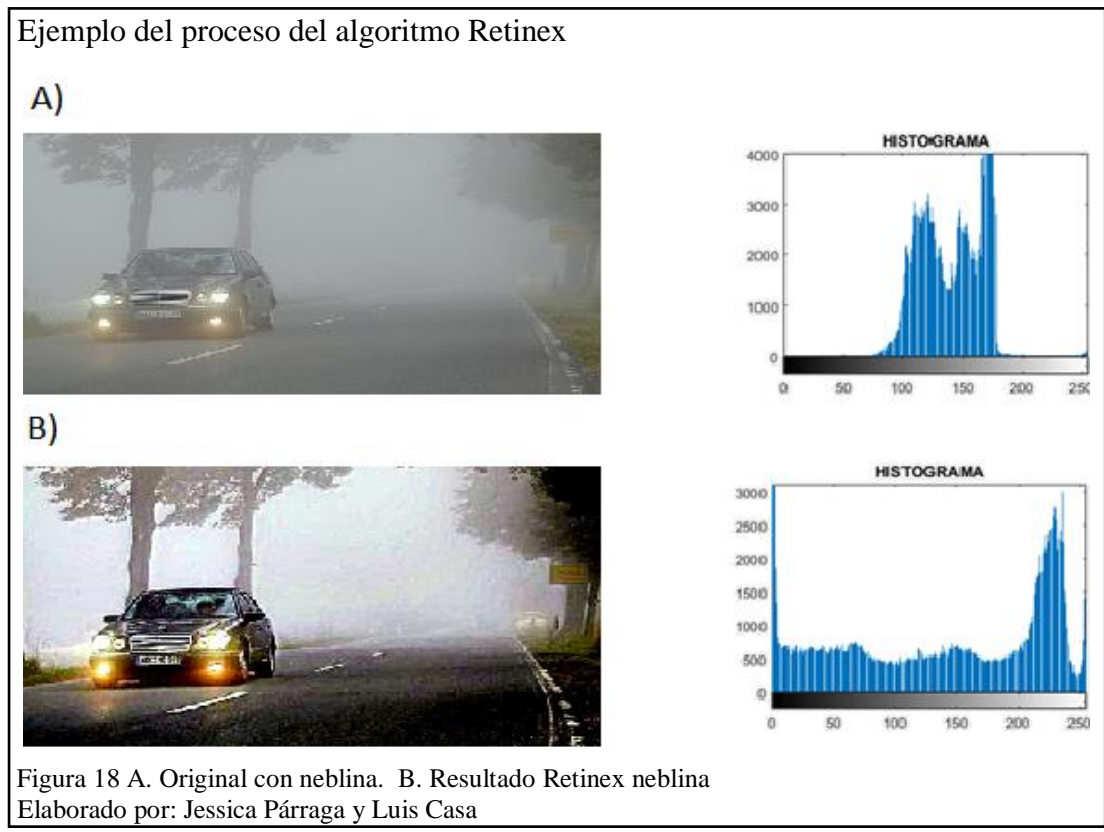 Ejemplo del proceso del algoritmo Retinex
A)
HISTOGRAMA
4000
3000
2000
1000
0
0 50 100 150 200 250
B)
HISTOGRAMA
3000
2500
2000
1500
1000
500
0
0 50 100 150 200 250
Figura 18 A. Original con neblina. B. Resultado Retinex neblina
Elaborado por: Jessica Párraga y Luis Casa